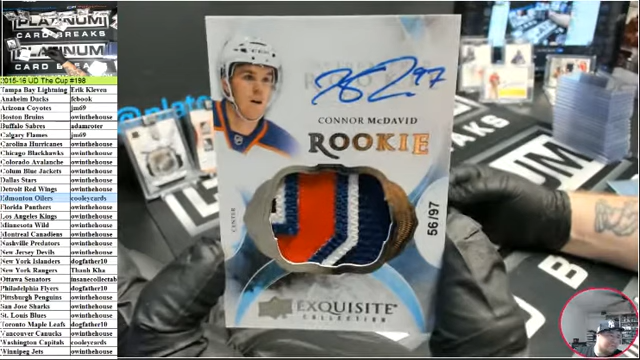 PLATINUM
CARD BREAKS
2015-16 UD The Cup #198
Tampa Bay Lightning Erik Kleven
Anaheim Ducks fcbook
Arizona Coyotes jm69
Boston Bruins owinthehouse
Buffalo Sabres adamroter
Calgary Flames jm69
Carolina Hurricanes owinthehouse
Chicago Blackhawks owinthehouse
Colorado Avalanche owinthehouse
Colum Blue Jackets owinthehouse
Dallas Stars owinthehouse
Detroit Red Wings owinthehouse
Edmonton Oilers cooleycards
Florida Panthers owinthehouse
Los Angeles Kings owinthehouse
Minnesota Wild owinthehouse
Montreal Canadiens owinthehouse
Nashville Predators owinthehouse
New Jersey Devils owinthehouse
New York Islanders dogfather10
New York Rangers Thanh Kha
Ottawa Senators insanecollectab
Philadelphia Flyers dogfather10
Pittsburgh Penguins owinthehouse
San Jose Sharks owinthehouse
St. Louis Blues owinthehouse
Toronto Maple Leafs dogfather10
Vancouver Canucks owinthehouse
Washington Capitals cooleycards
Winnipeg Jets owinthehouse
97
CONNOR McDAVID
ROOKIE
CENTER
56/97
UPPER DECK
EXQUISITE
COLLECTION